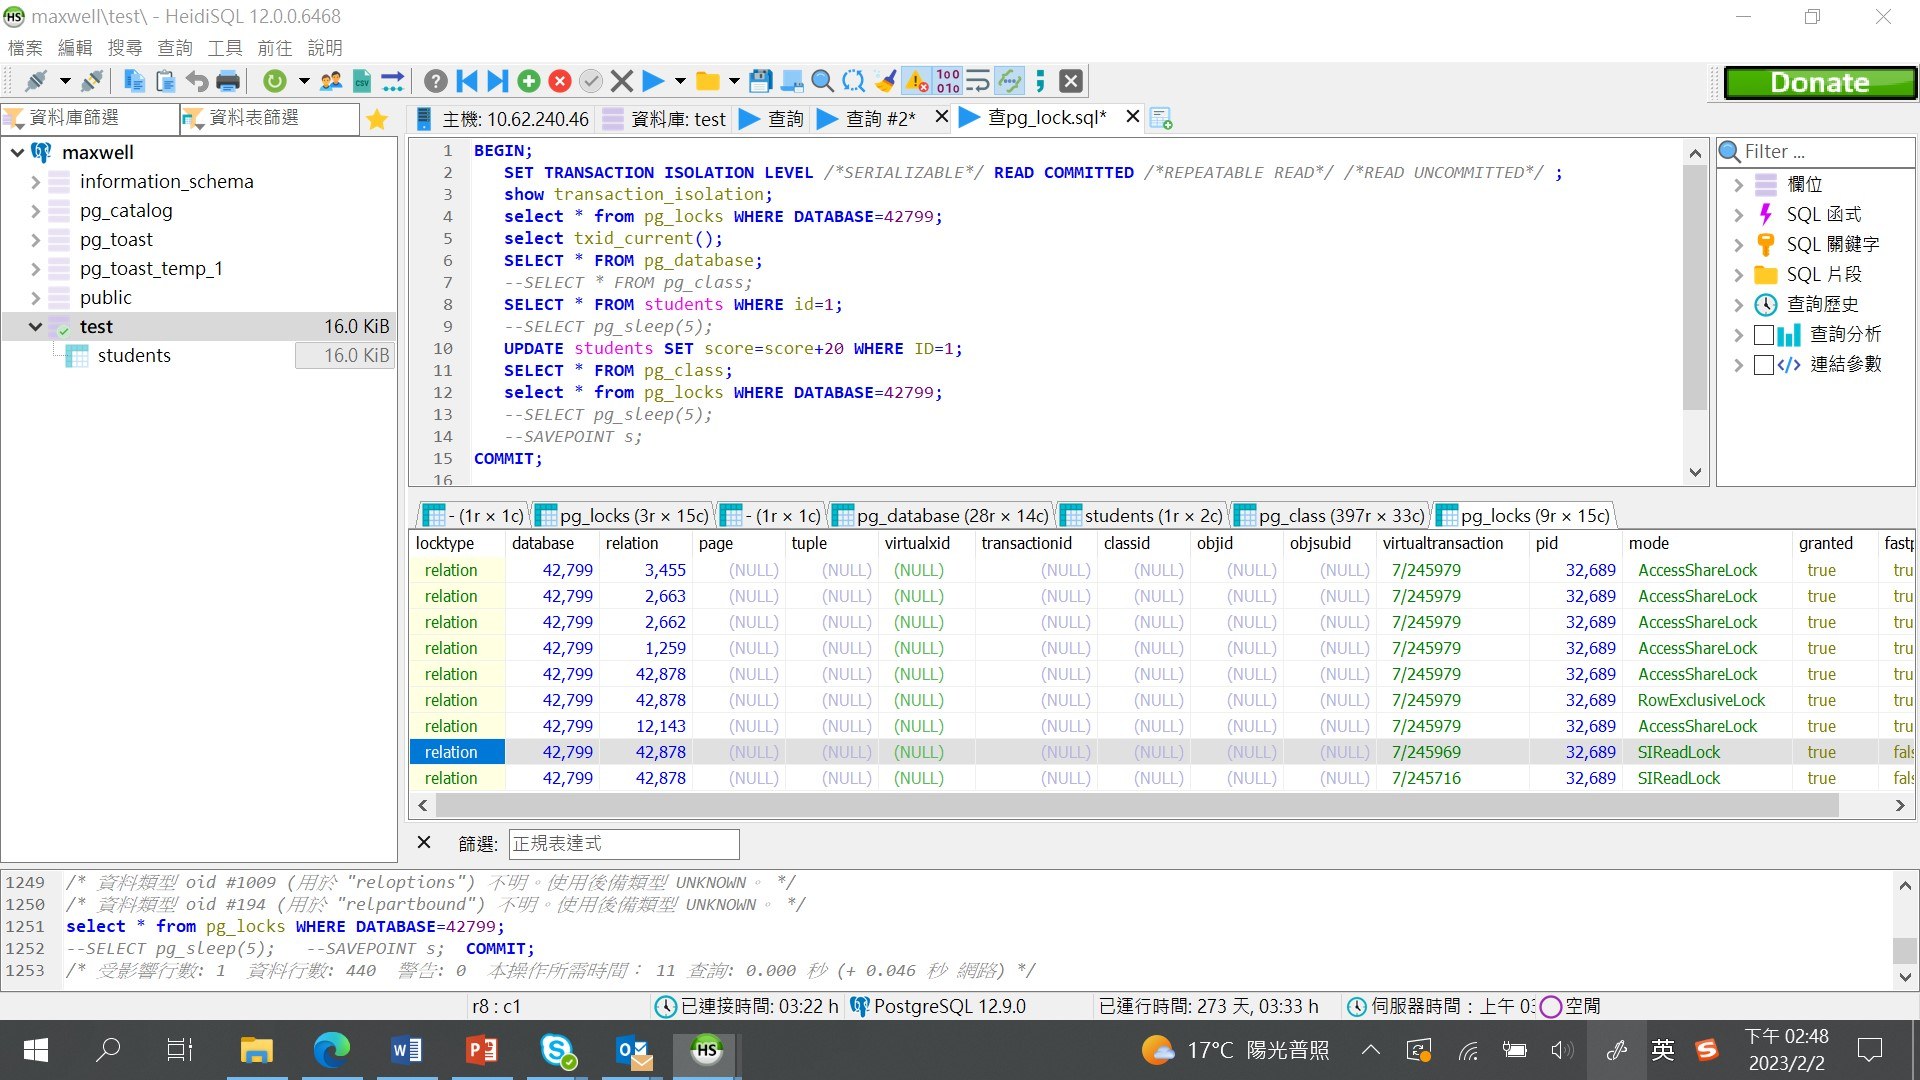 maxwell\test\ - HeidiSQL 12.0.0.6468
檔案 編輯 搜尋 查詢 工具 前往 說明
Donate
資料庫篩選 資料表篩選
主機: 10.62.240.46 資料庫: test 查詢 查詢 #2* 查pg_lock.sql*
maxwell
information_schema
pg_catalog
pg_toast
pg_toast_temp_1
public
test 16.0 KiB
students 16.0 KiB
1 BEGIN;
2 SET TRANSACTION ISOLATION LEVEL /*SERIALIZABLE*/ READ COMMITTED /*REPEATABLE READ*/ /*READ UNCOMMITTED*/ ;
3 show transaction_isolation;
4 select * from pg_locks WHERE DATABASE=42799;
5 select txid_current();
6 SELECT * FROM pg_database;
7 --SELECT * FROM pg_class;
8 SELECT * FROM students WHERE id=1;
9 --SELECT pg_sleep(5);
10 UPDATE students SET score=score+20 WHERE ID=1;
11 SELECT * FROM pg_class;
12 select * from pg_locks WHERE DATABASE=42799;
13 --SELECT pg_sleep(5);
14 --SAVEPOINT s;
15 COMMIT;
16
Filter ...
欄位
SQL 函式
SQL 關鍵字
SQL 片段
查詢歷史
查詢分析
連結參數
- (1r × 1c) pg_locks (3r × 15c) - (1r × 1c) pg_database (28r × 14c) students (1r × 2c) pg_class (397r × 33c) pg_locks (9r × 15c)
locktype database relation page tuple virtualxid transactionid classid objid objsubid virtualtransaction pid mode granted fastp
relation 42,799 3,455 (NULL) (NULL) (NULL) (NULL) (NULL) (NULL) (NULL) 7/245979 32,689 AccessShareLock true tru
relation 42,799 2,663 (NULL) (NULL) (NULL) (NULL) (NULL) (NULL) (NULL) 7/245979 32,689 AccessShareLock true tru
relation 42,799 2,662 (NULL) (NULL) (NULL) (NULL) (NULL) (NULL) (NULL) 7/245979 32,689 AccessShareLock true tru
relation 42,799 1,259 (NULL) (NULL) (NULL) (NULL) (NULL) (NULL) (NULL) 7/245979 32,689 AccessShareLock true tru
relation 42,799 42,878 (NULL) (NULL) (NULL) (NULL) (NULL) (NULL) (NULL) 7/245979 32,689 AccessShareLock true tru
relation 42,799 42,878 (NULL) (NULL) (NULL) (NULL) (NULL) (NULL) (NULL) 7/245979 32,689 RowExclusiveLock true tru
relation 42,799 12,143 (NULL) (NULL) (NULL) (NULL) (NULL) (NULL) (NULL) 7/245979 32,689 AccessShareLock true tru
relation 42,799 42,878 (NULL) (NULL) (NULL) (NULL) (NULL) (NULL) (NULL) 7/245969 32,689 SIReadLock true fals
relation 42,799 42,878 (NULL) (NULL) (NULL) (NULL) (NULL) (NULL) (NULL) 7/245716 32,689 SIReadLock true fals
篩選: 正規表達式
1249 /* 資料類型 oid #1009 (用於 "reloptions") 不明。使用後備類型 UNKNOWN。 */
1250 /* 資料類型 oid #194 (用於 "relpartbound") 不明。使用後備類型 UNKNOWN。 */
1251 select * from pg_locks WHERE DATABASE=42799;
1252 --SELECT pg_sleep(5); --SAVEPOINT s; COMMIT;
1253 /* 受影響行數: 1 資料行數: 440 警告: 0 本操作所需時間： 11 查詢: 0.000 秒 (+ 0.046 秒 網路) */
r8 : c1 已連接時間: 03:22 h PostgreSQL 12.9.0 已運行時間: 273 天, 03:33 h 伺服器時間：上午 03 空閒
17°C 陽光普照 英 下午 02:48
2023/2/2